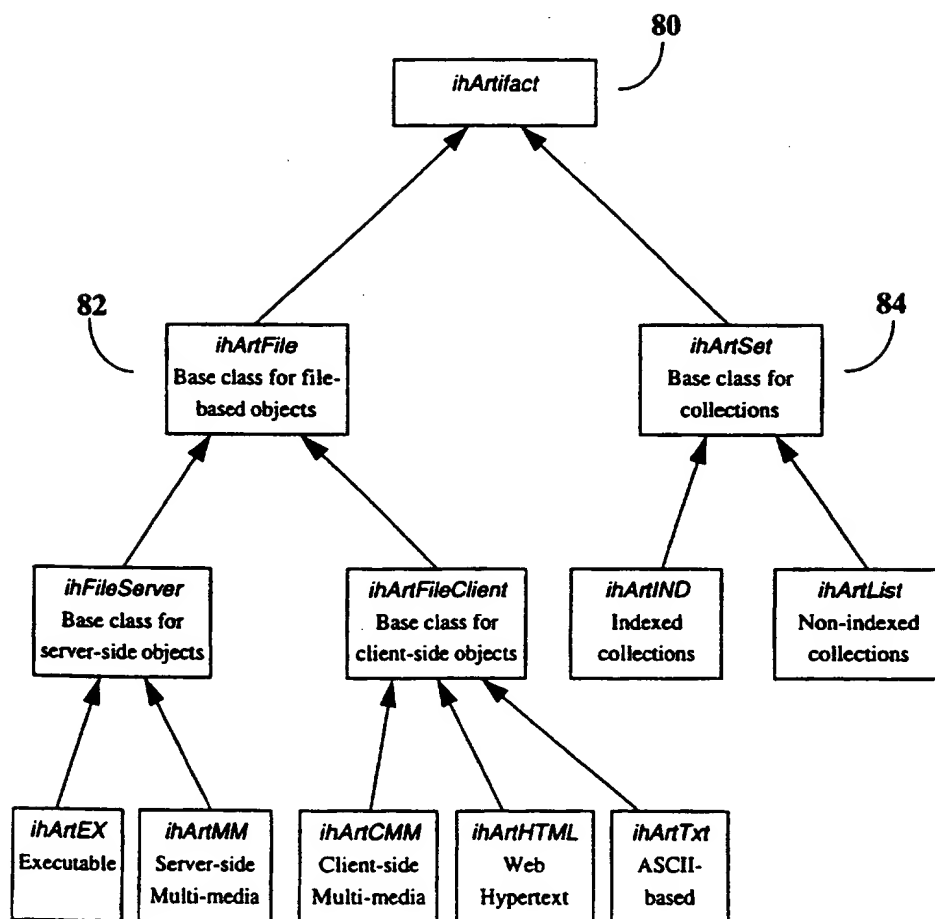 80
ihArtifact
82
84
ihArtFile
Base class for file-
based objects
ihArtSet
Base class for
collections
ihFileServer
Base class for
server-side objects
ihArtFileClient
Base class for
client-side objects
ihArtIND
Indexed
collections
ihArtList
Non-indexed
collections
ihArtEX
Executable
ihArtMM
Server-side
Multi-media
ihArtCMM
Client-side
Multi-media
ihArtHTML
Web
Hypertext
ihArtTxt
ASCII-
based